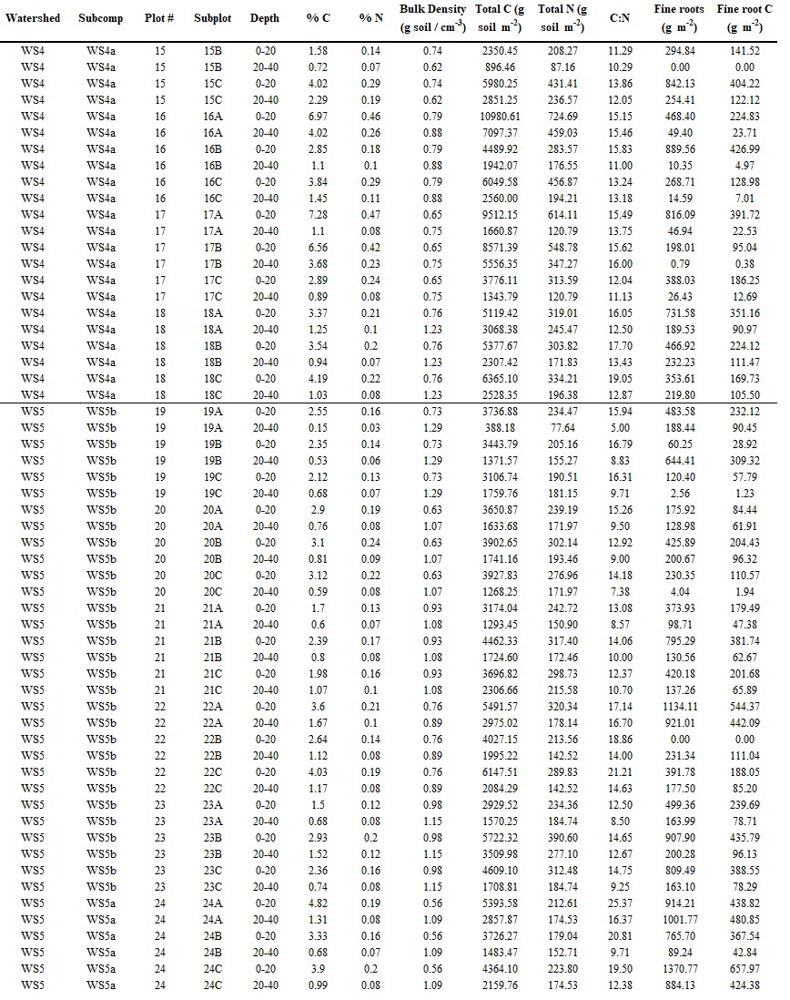 Watershed Subcomp Plot # Subplot Depth % C % N Bulk Density (g soil / cm-3) Total C (g soil m-2) Total N (g soil m-2) C:N Fine roots (g m-2) Fine root C (g m-2)
WS4 WS4a 15 15B 0-20 1.58 0.14 0.74 2350.45 208.27 11.29 294.84 141.52
WS4 WS4a 15 15B 20-40 0.72 0.07 0.62 896.46 87.16 10.29 0.00 0.00
WS4 WS4a 15 15C 0-20 4.02 0.29 0.74 5980.25 431.41 13.86 842.13 404.22
WS4 WS4a 15 15C 20-40 2.29 0.19 0.62 2851.25 236.57 12.05 254.41 122.12
WS4 WS4a 16 16A 0-20 6.97 0.46 0.79 10980.61 724.69 15.15 468.40 224.83
WS4 WS4a 16 16A 20-40 4.02 0.26 0.88 7097.37 459.03 15.46 49.40 23.71
WS4 WS4a 16 16B 0-20 2.85 0.18 0.79 4489.92 283.57 15.83 889.56 426.99
WS4 WS4a 16 16B 20-40 1.1 0.1 0.88 1942.07 176.55 11.00 10.35 4.97
WS4 WS4a 16 16C 0-20 3.84 0.29 0.79 6049.58 456.87 13.24 268.71 128.98
WS4 WS4a 16 16C 20-40 1.45 0.11 0.88 2560.00 194.21 13.18 14.59 7.01
WS4 WS4a 17 17A 0-20 7.28 0.47 0.65 9512.15 614.11 15.49 816.09 391.72
WS4 WS4a 17 17A 20-40 1.1 0.08 0.75 1660.87 120.79 13.75 46.94 22.53
WS4 WS4a 17 17B 0-20 6.56 0.42 0.65 8571.39 548.78 15.62 198.01 95.04
WS4 WS4a 17 17B 20-40 3.68 0.23 0.75 5556.35 347.27 16.00 0.79 0.38
WS4 WS4a 17 17C 0-20 2.89 0.24 0.65 3776.11 313.59 12.04 388.03 186.25
WS4 WS4a 17 17C 20-40 0.89 0.08 0.75 1343.79 120.79 11.13 26.43 12.69
WS4 WS4a 18 18A 0-20 3.37 0.21 0.76 5119.42 319.01 16.05 731.58 351.16
WS4 WS4a 18 18A 20-40 1.25 0.1 1.23 3068.38 245.47 12.50 189.53 90.97
WS4 WS4a 18 18B 0-20 3.54 0.2 0.76 5377.67 303.82 17.70 466.92 224.12
WS4 WS4a 18 18B 20-40 0.94 0.07 1.23 2307.42 171.83 13.43 232.23 111.47
WS4 WS4a 18 18C 0-20 4.19 0.22 0.76 6365.10 334.21 19.05 353.61 169.73
WS4 WS4a 18 18C 20-40 1.03 0.08 1.23 2528.35 196.38 12.87 219.80 105.50
WS5 WS5b 19 19A 0-20 2.55 0.16 0.73 3736.88 234.47 15.94 483.58 232.12
WS5 WS5b 19 19A 20-40 0.15 0.03 1.29 388.18 77.64 5.00 188.44 90.45
WS5 WS5b 19 19B 0-20 2.35 0.14 0.73 3443.79 205.16 16.79 60.25 28.92
WS5 WS5b 19 19B 20-40 0.53 0.06 1.29 1371.57 155.27 8.83 644.41 309.32
WS5 WS5b 19 19C 0-20 2.12 0.13 0.73 3106.74 190.51 16.31 120.40 57.79
WS5 WS5b 19 19C 20-40 0.68 0.07 1.29 1759.76 181.15 9.71 2.56 1.23
WS5 WS5b 20 20A 0-20 2.9 0.19 0.63 3650.87 239.19 15.26 175.92 84.44
WS5 WS5b 20 20A 20-40 0.76 0.08 1.07 1633.68 171.97 9.50 128.98 61.91
WS5 WS5b 20 20B 0-20 3.1 0.24 0.63 3902.65 302.14 12.92 425.89 204.43
WS5 WS5b 20 20B 20-40 0.81 0.09 1.07 1741.16 193.46 9.00 200.67 96.32
WS5 WS5b 20 20C 0-20 3.12 0.22 0.63 3927.83 276.96 14.18 230.35 110.57
WS5 WS5b 20 20C 20-40 0.59 0.08 1.07 1268.25 171.97 7.38 4.04 1.94
WS5 WS5b 21 21A 0-20 1.7 0.13 0.93 3174.04 242.72 13.08 373.93 179.49
WS5 WS5b 21 21A 20-40 0.6 0.07 1.08 1293.45 150.90 8.57 98.71 47.38
WS5 WS5b 21 21B 0-20 2.39 0.17 0.93 4462.33 317.40 14.06 795.29 381.74
WS5 WS5b 21 21B 20-40 0.8 0.08 1.08 1724.60 172.46 10.00 130.56 62.67
WS5 WS5b 21 21C 0-20 1.98 0.16 0.93 3696.82 298.73 12.37 420.18 201.68
WS5 WS5b 21 21C 20-40 1.07 0.1 1.08 2306.66 215.58 10.70 137.26 65.89
WS5 WS5b 22 22A 0-20 3.6 0.21 0.76 5491.57 320.34 17.14 1134.11 544.37
WS5 WS5b 22 22A 20-40 1.67 0.1 0.89 2975.02 178.14 16.70 921.01 442.09
WS5 WS5b 22 22B 0-20 2.64 0.14 0.76 4027.15 213.56 18.86 0.00 0.00
WS5 WS5b 22 22B 20-40 1.12 0.08 0.89 1995.22 142.52 14.00 231.34 111.04
WS5 WS5b 22 22C 0-20 4.03 0.19 0.76 6147.51 289.83 21.21 391.78 188.05
WS5 WS5b 22 22C 20-40 1.17 0.08 0.89 2084.29 142.52 14.63 177.50 85.20
WS5 WS5b 23 23A 0-20 1.5 0.12 0.98 2929.52 234.36 12.50 499.36 239.69
WS5 WS5b 23 23A 20-40 0.68 0.08 1.15 1570.25 184.74 8.50 163.99 78.71
WS5 WS5b 23 23B 0-20 2.93 0.2 0.98 5722.32 390.60 14.65 907.90 435.79
WS5 WS5b 23 23B 20-40 1.52 0.12 1.15 3509.98 277.10 12.67 200.28 96.13
WS5 WS5b 23 23C 0-20 2.36 0.16 0.98 4609.10 312.48 14.75 809.49 388.55
WS5 WS5b 23 23C 20-40 0.74 0.08 1.15 1708.81 184.74 9.25 163.10 78.29
WS5 WS5a 24 24A 0-20 4.82 0.19 0.56 5393.58 212.61 25.37 914.21 438.82
WS5 WS5a 24 24A 20-40 1.31 0.08 1.09 2857.87 174.53 16.37 1001.77 480.85
WS5 WS5a 24 24B 0-20 3.33 0.16 0.56 3726.27 179.04 20.81 765.70 367.54
WS5 WS5a 24 24B 20-40 0.68 0.07 1.09 1483.47 152.71 9.71 89.24 42.84
WS5 WS5a 24 24C 0-20 3.9 0.2 0.56 4364.10 223.80 19.50 1370.77 657.97
WS5 WS5a 24 24C 20-40 0.99 0.08 1.09 2159.76 174.53 12.38 884.13 424.38